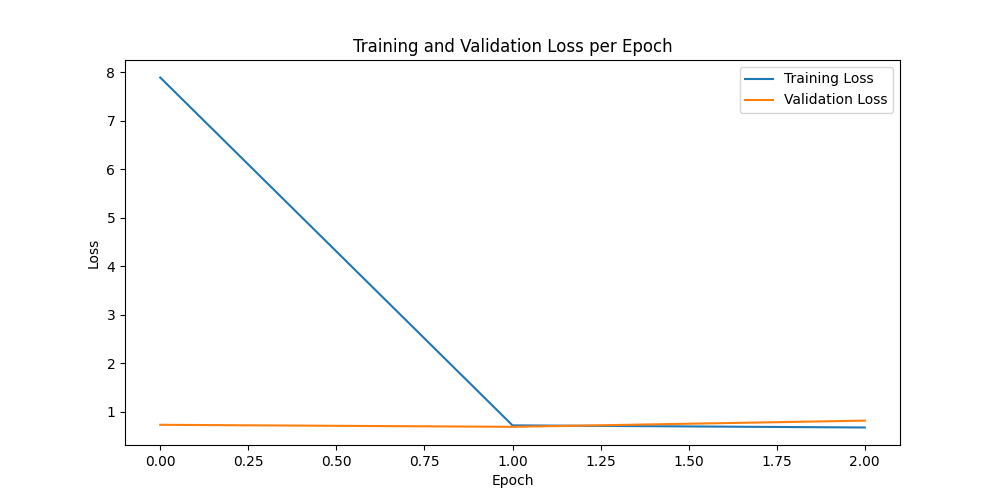 Training and Validation Loss per Epoch
Training Loss
Validation Loss
8
7
6
5
4
3
2
1
Loss
0.00 0.25 0.50 0.75 1.00 1.25 1.50 1.75 2.00
Epoch